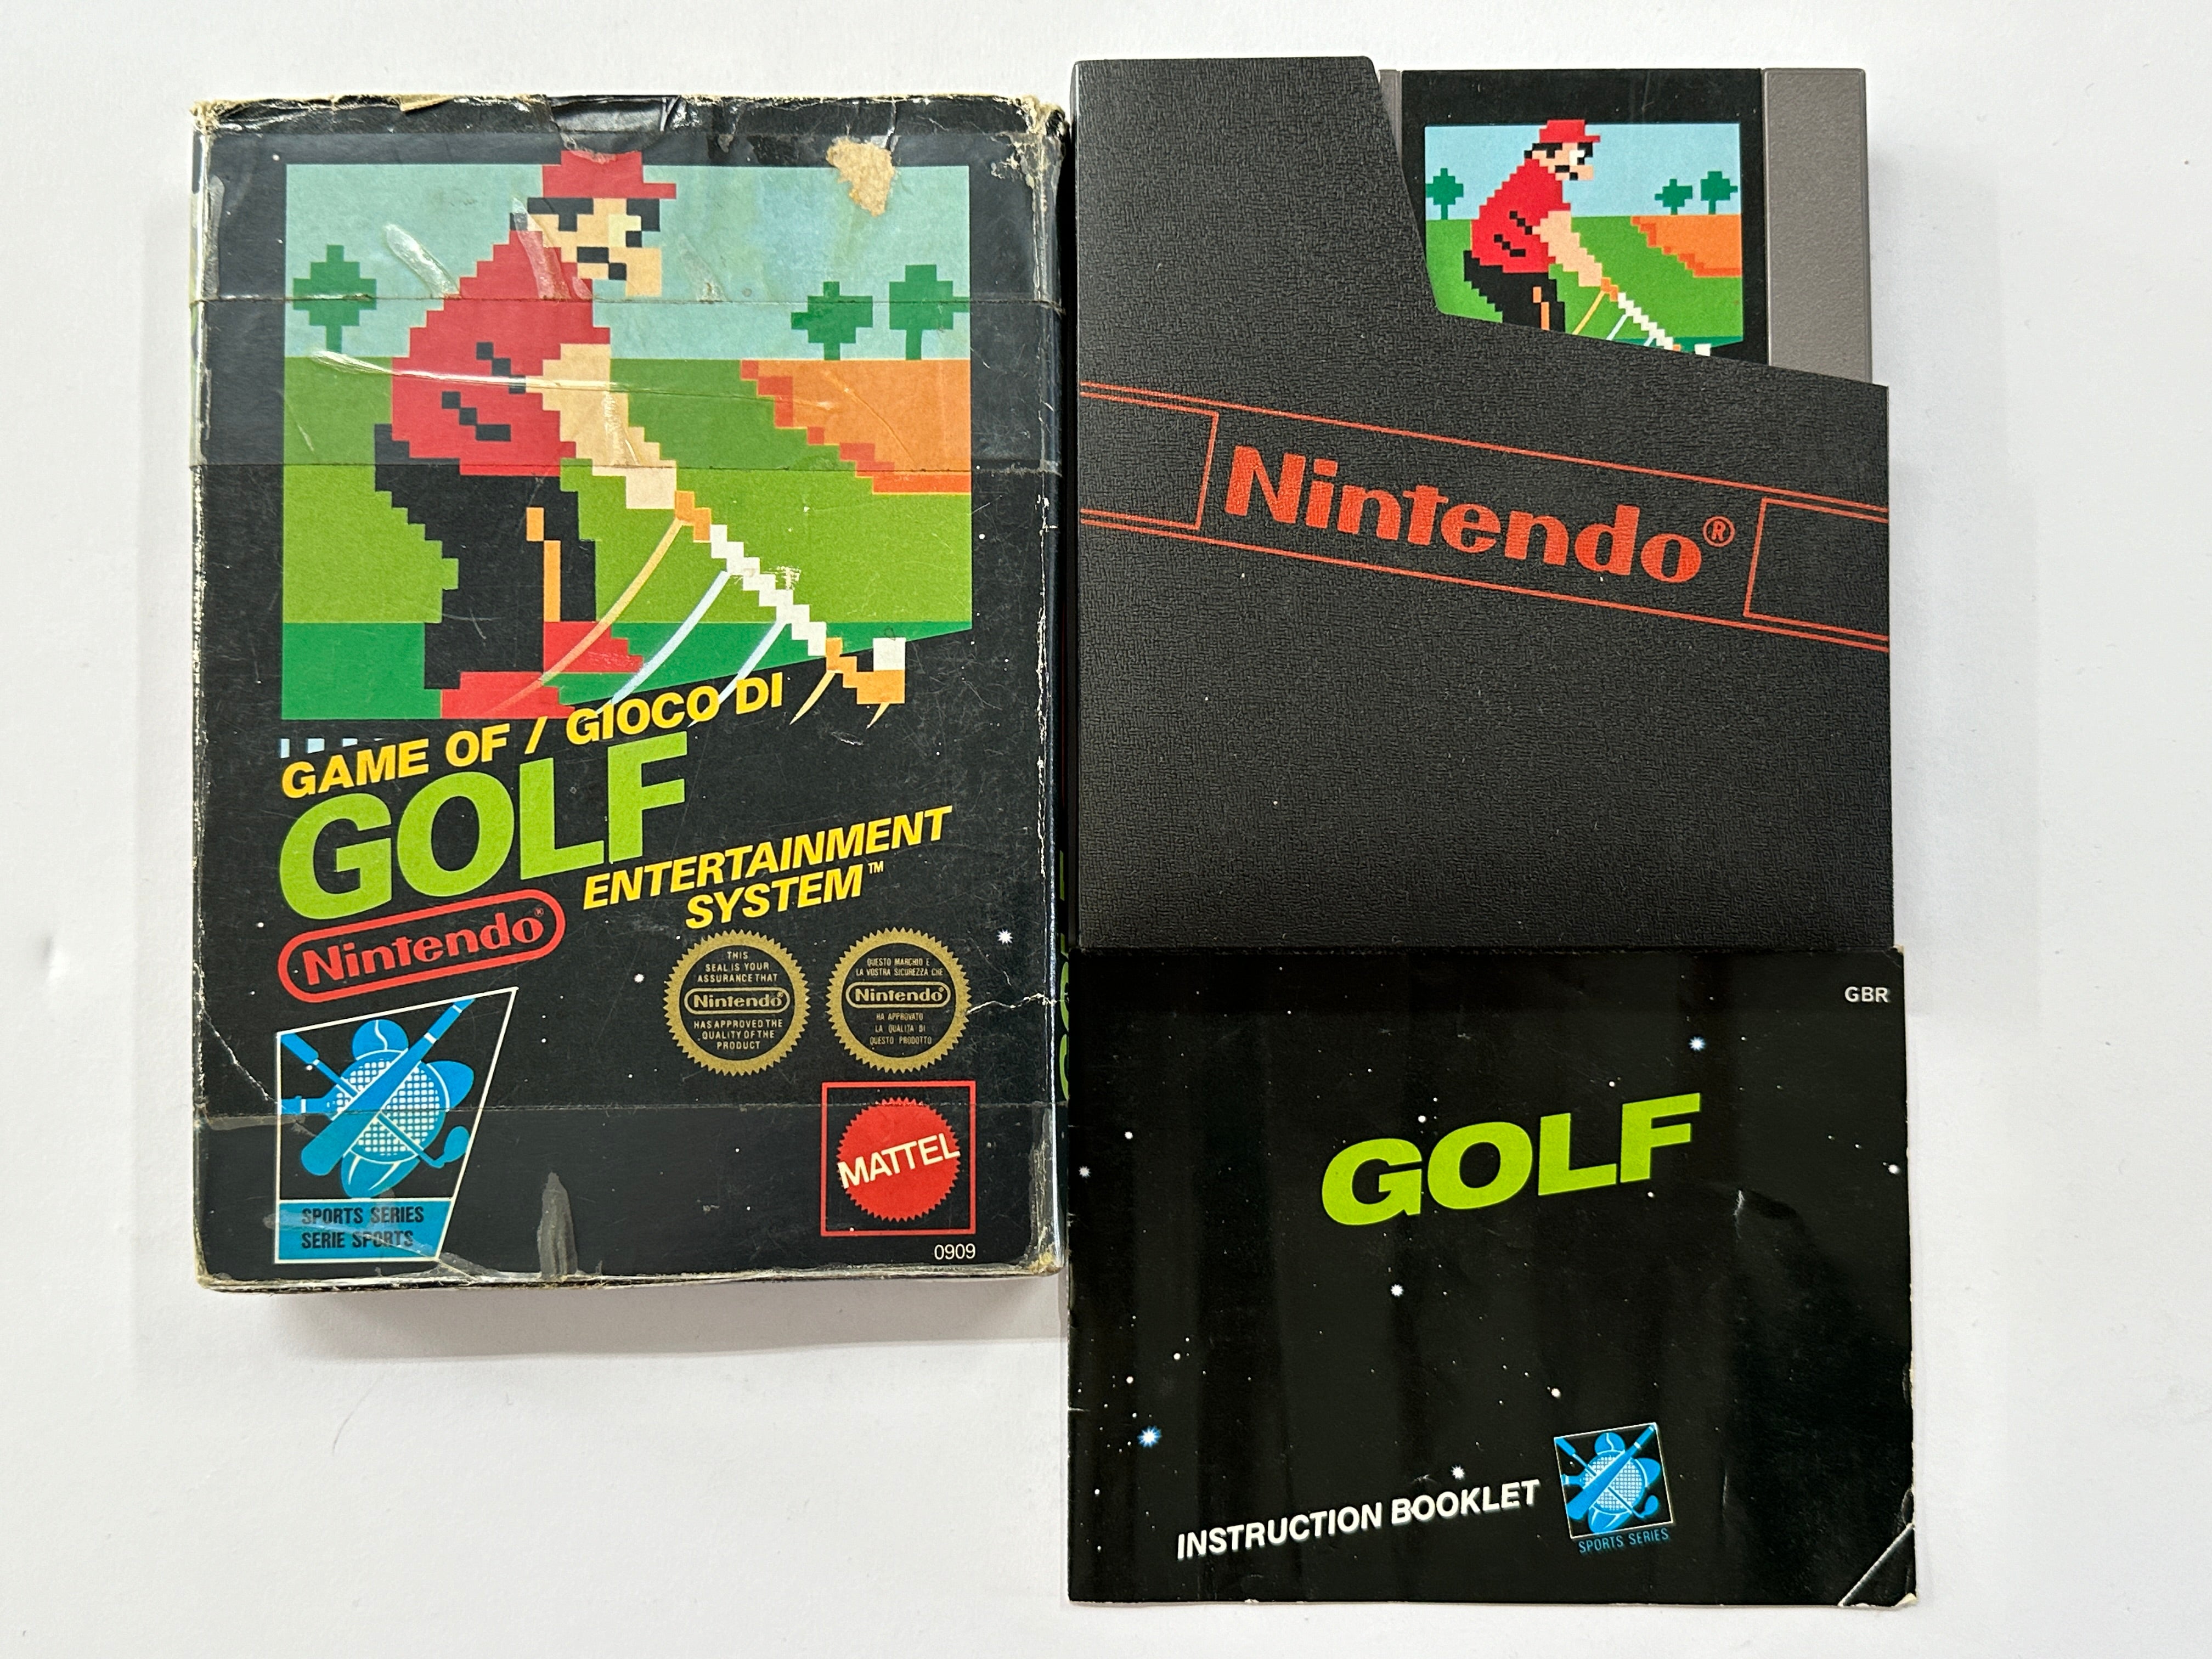 GAME OF / GIOCO DI
GOLF
Nintendo®
ENTERTAINMENT
SYSTEM™
THIS
SEAL IS YOUR
ASSURANCE THAT
Nintendo
HAS APPROVED THE
QUALITY OF THE
PRODUCT
QUESTO MARCHIO E
LA VOSTRA SICUREZZA CHE
Nintendo
HA APPROVATO
LA QUALITA DI
QUESTO PRODOTTO
SPORTS SERIES
SERIE SPORTS
MATTEL
0909
Nintendo®
GBR
GOLF
INSTRUCTION BOOKLET
SPORTS SERIES